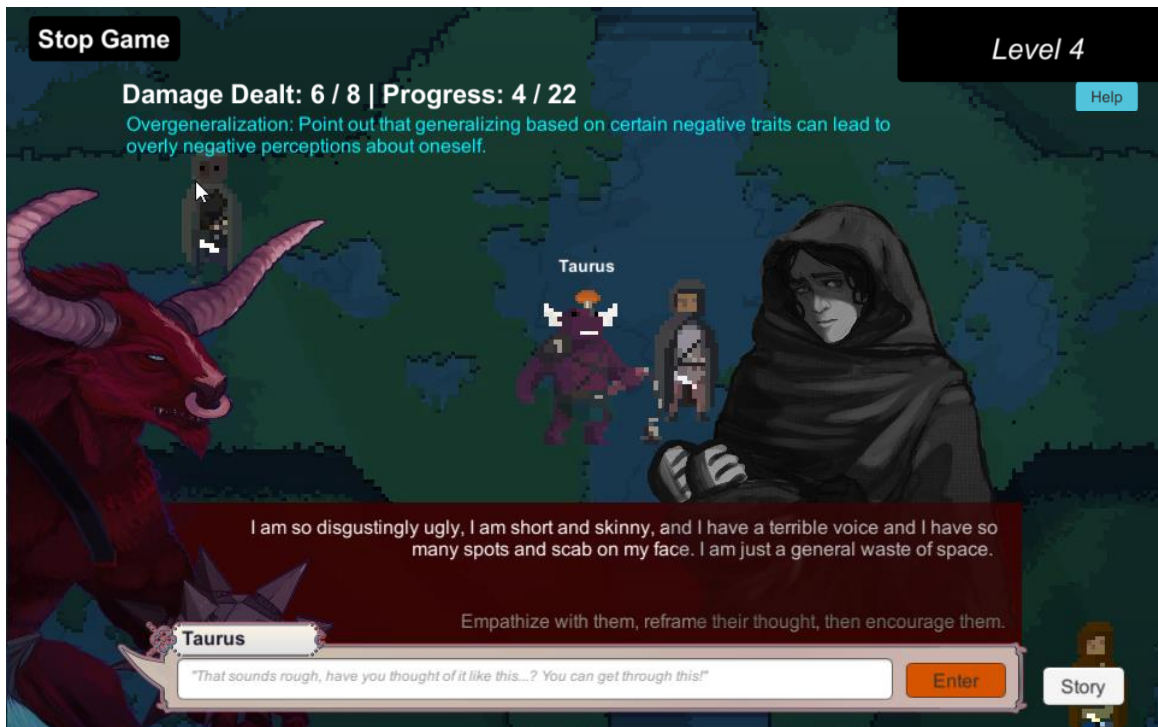 Stop Game
Level 4
Damage Dealt: 6 / 8 | Progress: 4 / 22
Help
Overgeneralization: Point out that generalizing based on certain negative traits can lead to
overly negative perceptions about oneself.
Taurus
I am so disgustingly ugly, I am short and skinny, and I have a terrible voice and I have so
many spots and scab on my face. I am just a general waste of space.
Empathize with them, reframe their thought, then encourage them.
Taurus
"That sounds rough, have you thought of it like this...? You can get through this!"
Enter
Story